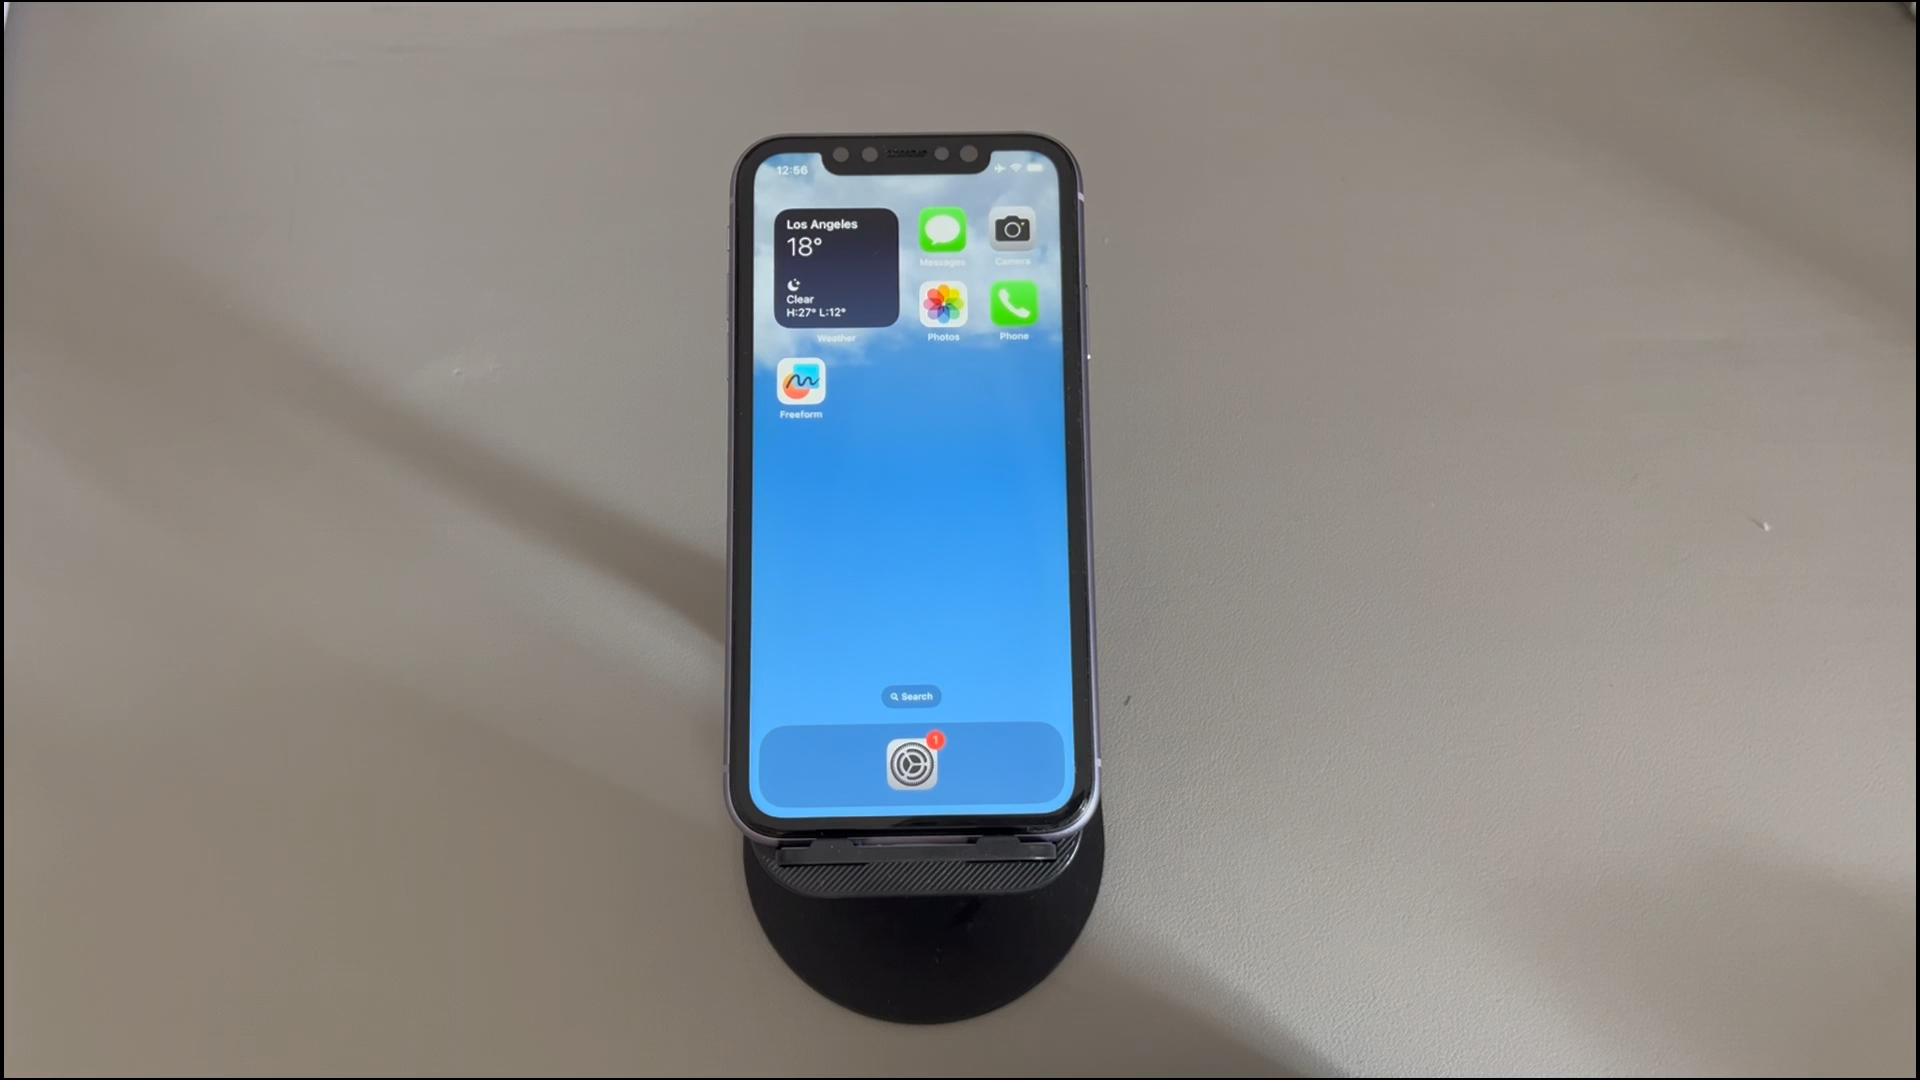 12:56
Los Angeles
18°
Clear
H:27° L:12°
Weather
Messages
Camera
Photos
Phone
Freeform
Search
1